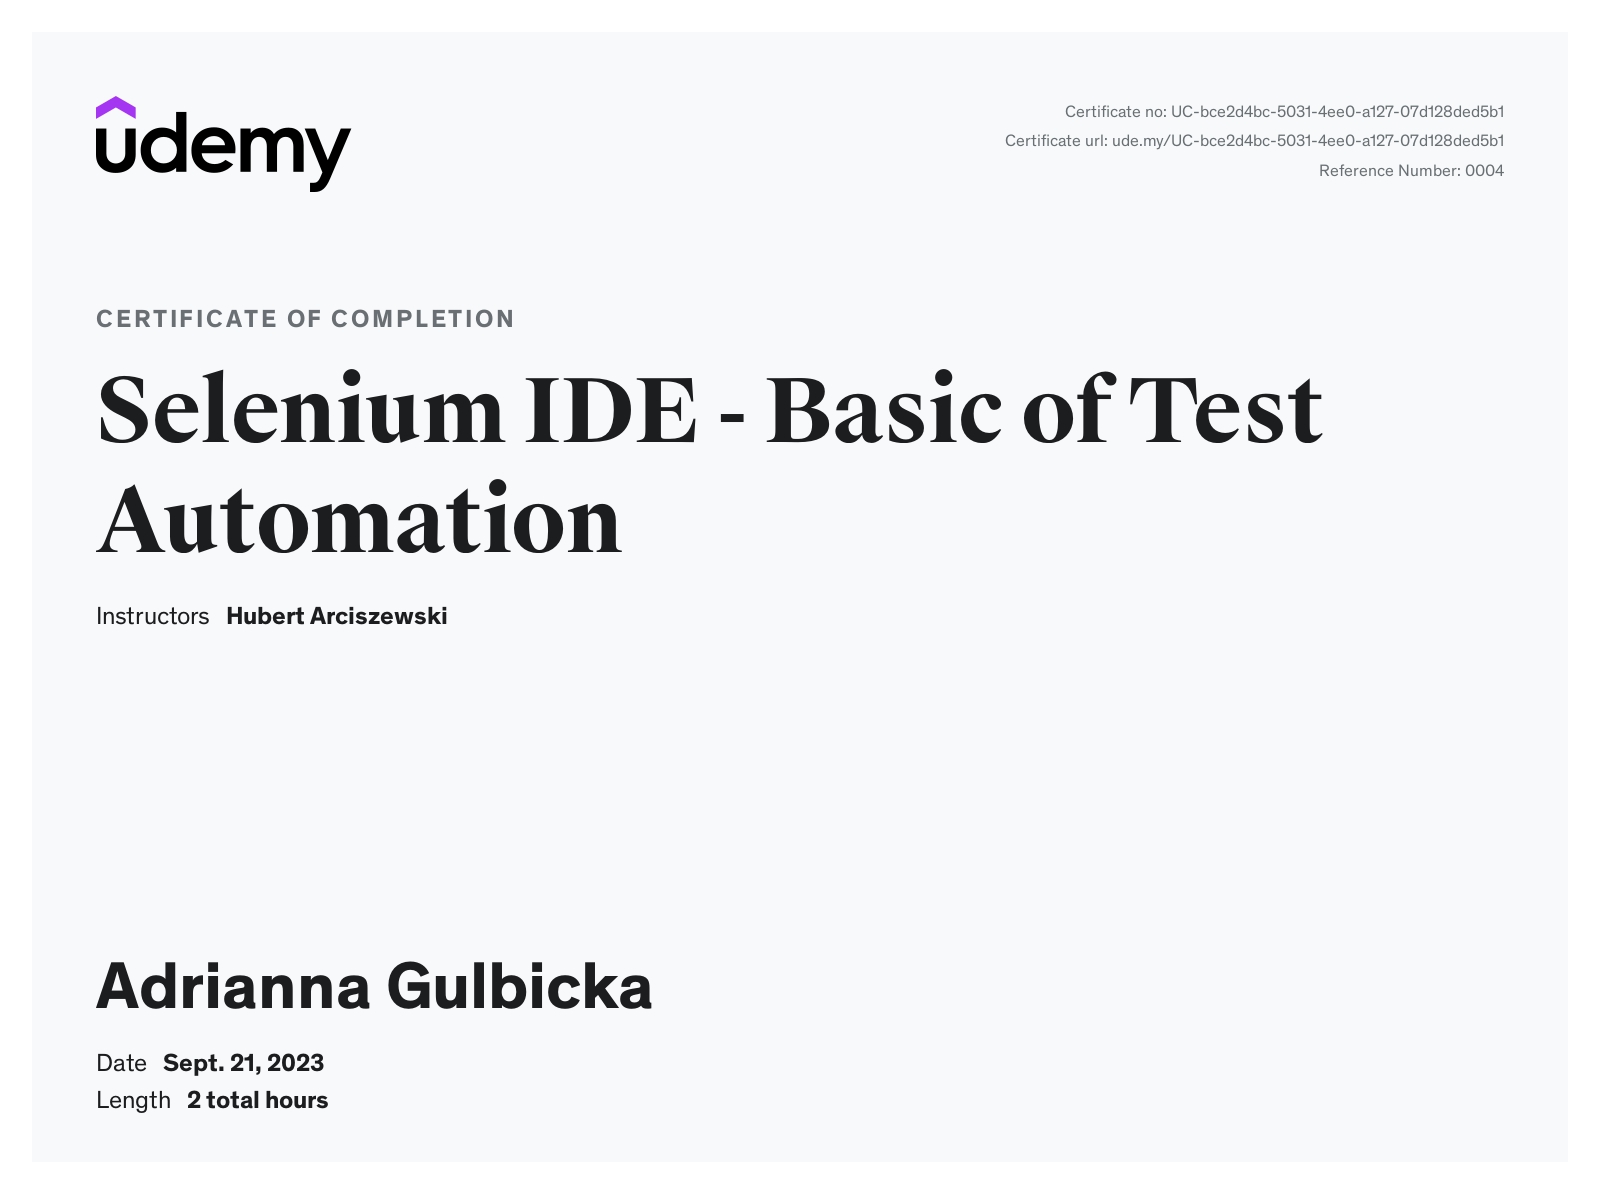 udemy
Certificate no: UC-bce2d4bc-5031-4ee0-a127-07d128ded5b1
Certificate url: ude.my/UC-bce2d4bc-5031-4ee0-a127-07d128ded5b1
Reference Number: 0004
CERTIFICATE OF COMPLETION
Selenium IDE - Basic of Test
Automation
Instructors Hubert Arciszewski
Adrianna Gulbicka
Date Sept. 21, 2023
Length 2 total hours